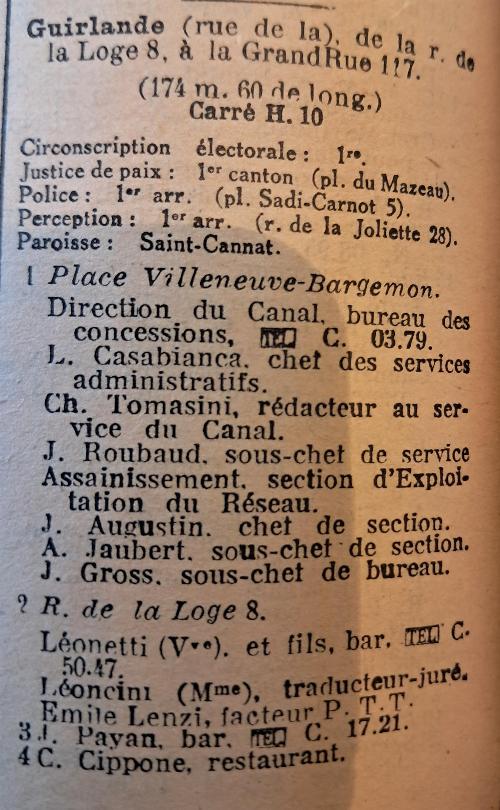 Guirlande (rue de la), de la r. de
la Loge 8, à la GrandRue 117.
(174 m. 60 de long.)
Carré H. 10
Circonscription électorale : 1re.
Justice de paix : 1er canton (pl. du Mazeau).
Police : 1er arr. (pl. Sadi-Carnot 5).
Perception : 1er arr. (r. de la Joliette 28).
Paroisse : Saint-Cannat.
1 Place Villeneuve-Bargemon.
Direction du Canal, bureau des
concessions, TEL C. 03.79.
L. Casabianca, chef des services
administratifs.
Ch. Tomasini, rédacteur au ser-
vice du Canal.
J. Roubaud, sous-chef de service
Assainissement, section d'Exploi-
tation du Réseau.
J. Augustin, chef de section.
A. Jaubert, sous-chef de section.
J. Gross, sous-chef de bureau.
2 R. de la Loge 8.
Léonetti (Vve), et fils, bar, TEL C.
50.47.
Léoncini (Mme), traducteur-juré.
Emile Lenzi, facteur P. T. T.
3 J. Payan, bar, TEL C. 17.21.
4 C. Cippone, restaurant.